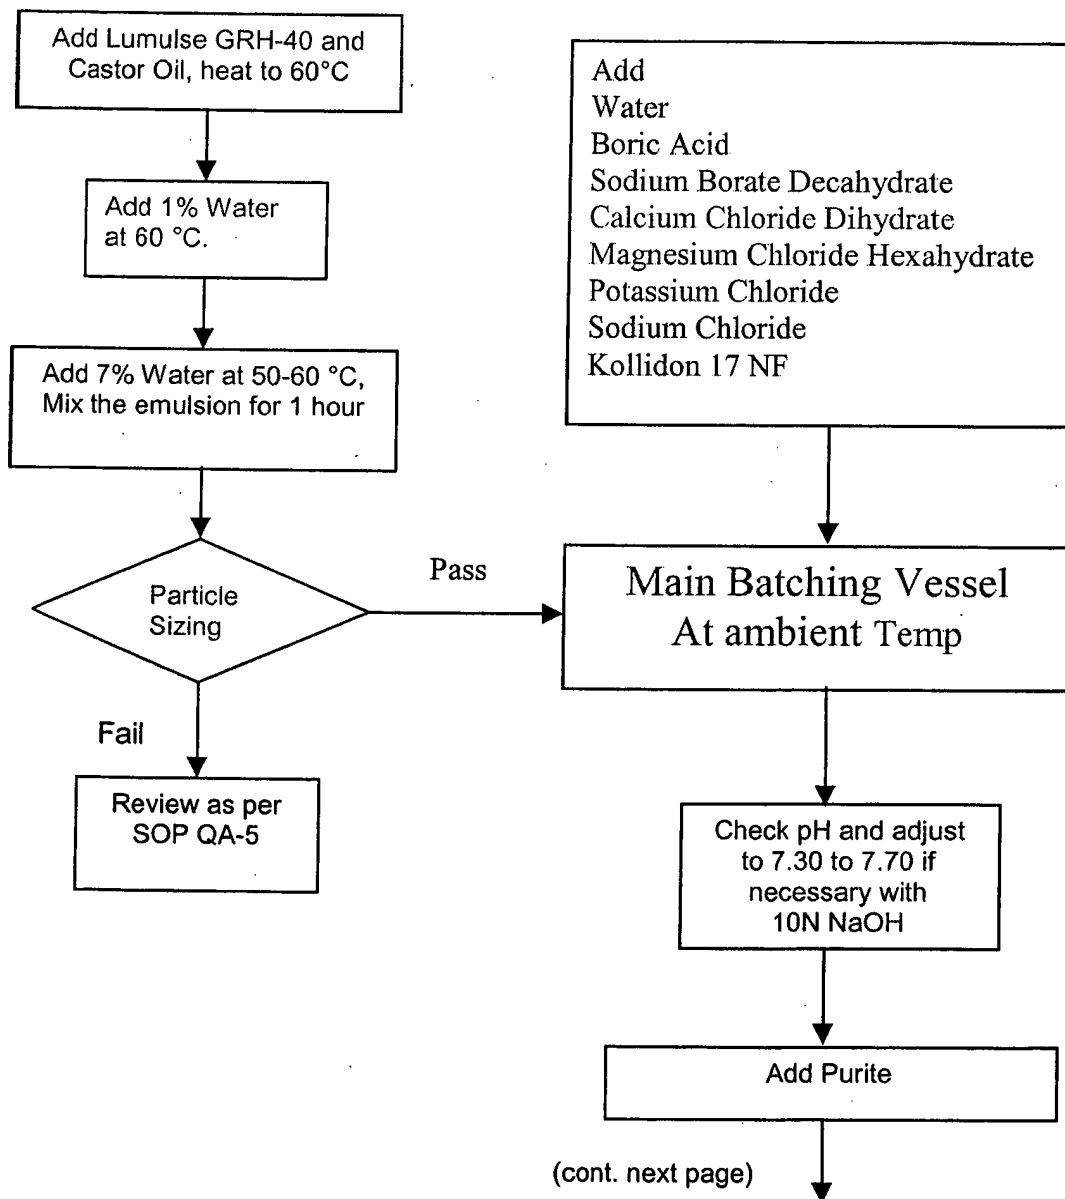 Add Lumulse GRH-40 and
Castor Oil, heat to 60°C
Add 1% Water
at 60 °C.
Add 7% Water at 50-60 °C,
Mix the emulsion for 1 hour
Particle
Sizing
Pass
Fail
Review as per
SOP QA-5
Add
Water
Boric Acid
Sodium Borate Decahydrate
Calcium Chloride Dihydrate
Magnesium Chloride Hexahydrate
Potassium Chloride
Sodium Chloride
Kollidon 17 NF
Main Batching Vessel
At ambient Temp
Check pH and adjust
to 7.30 to 7.70 if
necessary with
10N NaOH
Add Purite
(cont. next page)